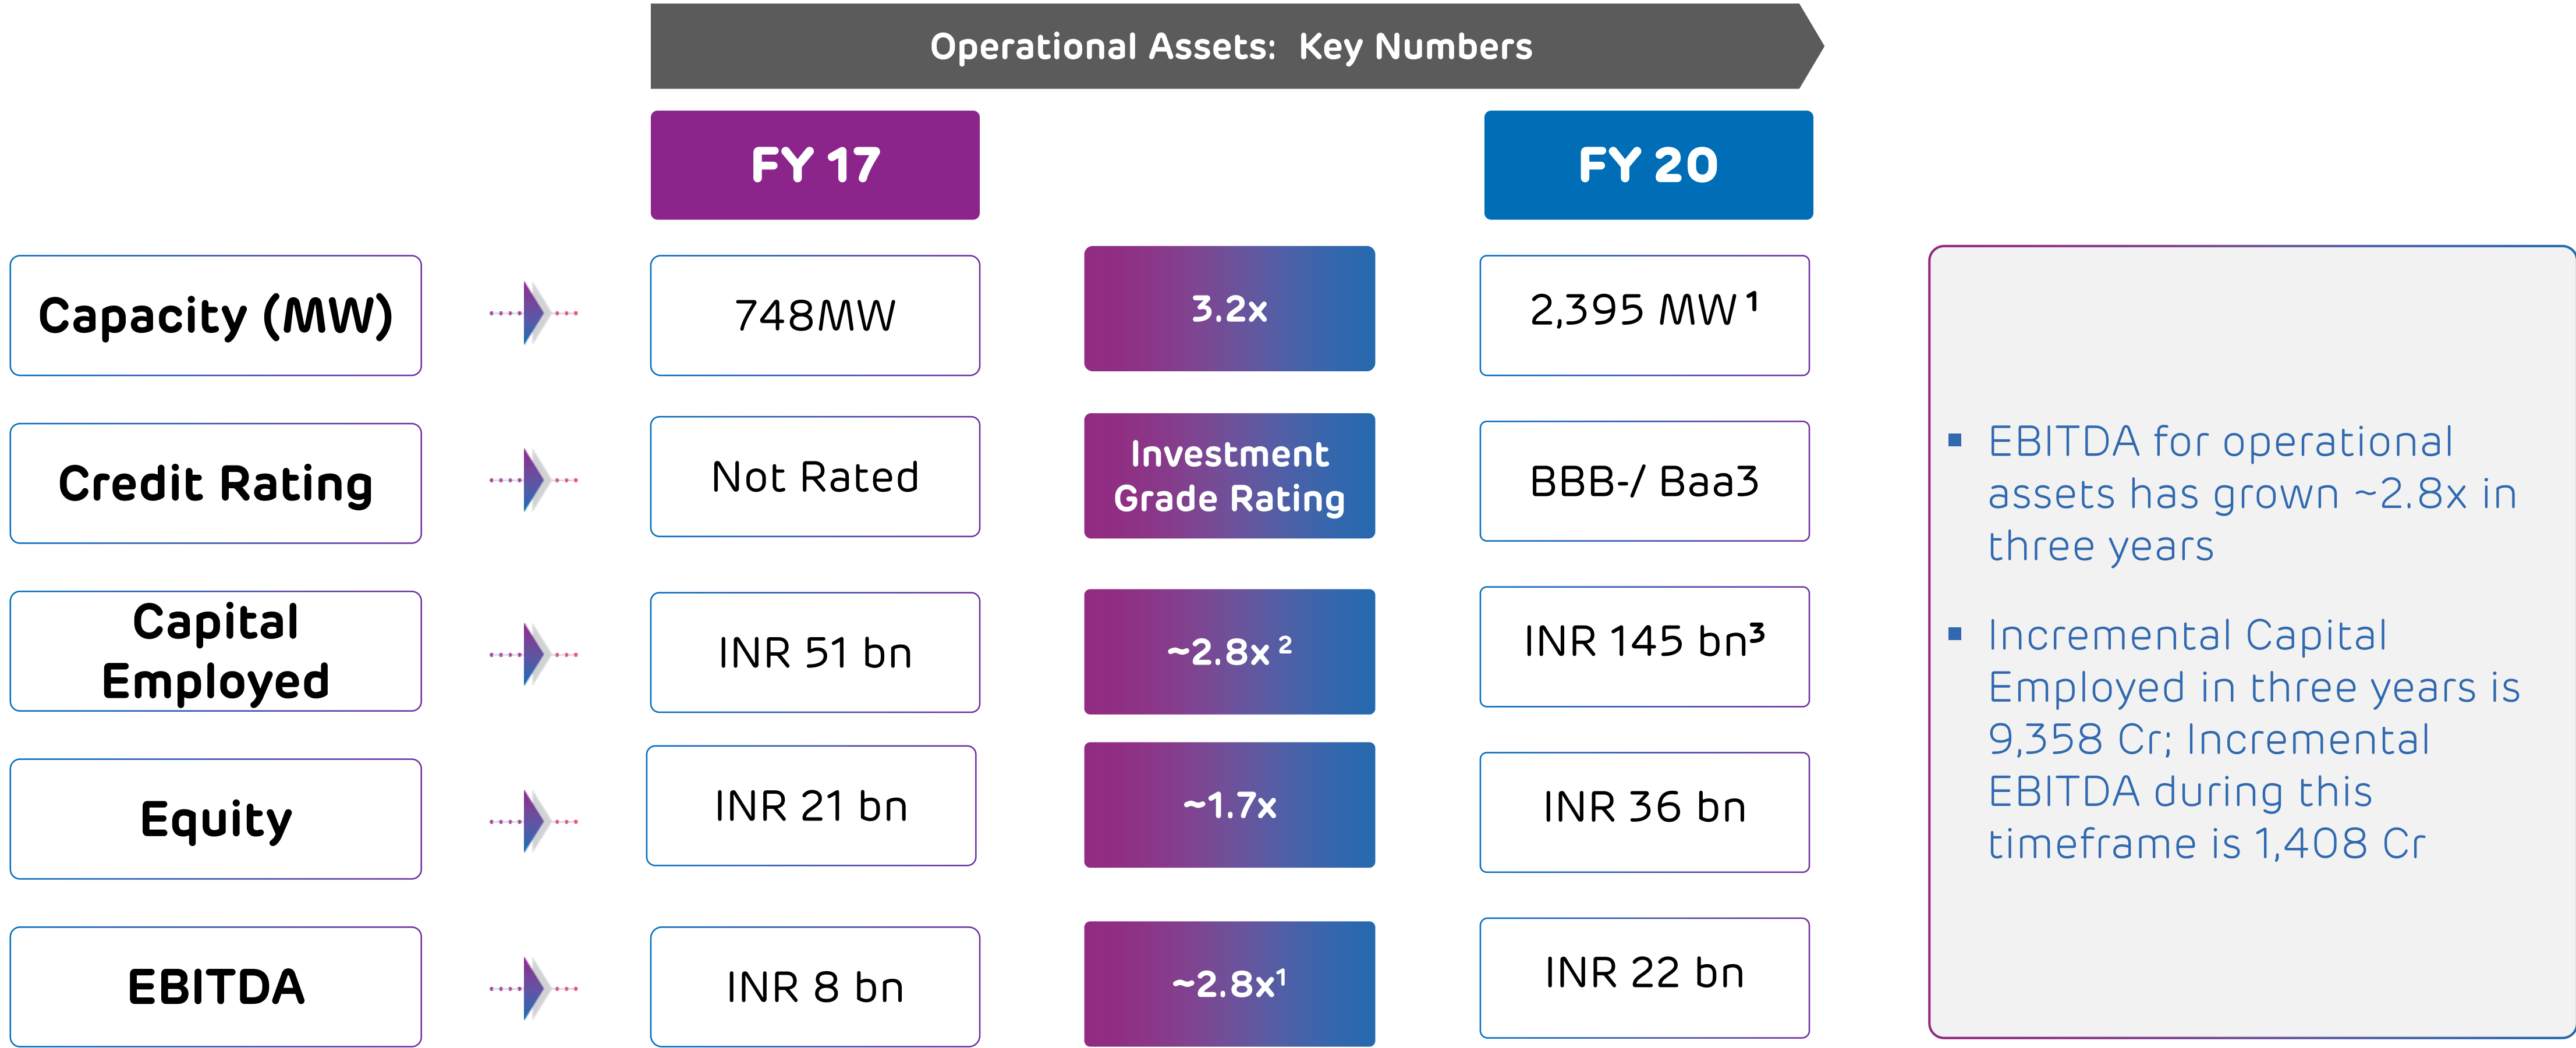 Operational Assets: Key Numbers
FY 17
FY 20
Capacity (MW)
748MW
3.2x
2,395 MW ¹
Credit Rating
Not Rated
Investment
Grade Rating
BBB-/ Baa3
Capital
Employed
INR 51 bn
~2.8x ²
INR 145 bn³
Equity
INR 21 bn
~1.7x
INR 36 bn
EBITDA
INR 8 bn
~2.8x¹
INR 22 bn
▪ EBITDA for operational
assets has grown ~2.8x in
three years
▪ Incremental Capital
Employed in three years is
9,358 Cr; Incremental
EBITDA during this
timeframe is 1,408 Cr